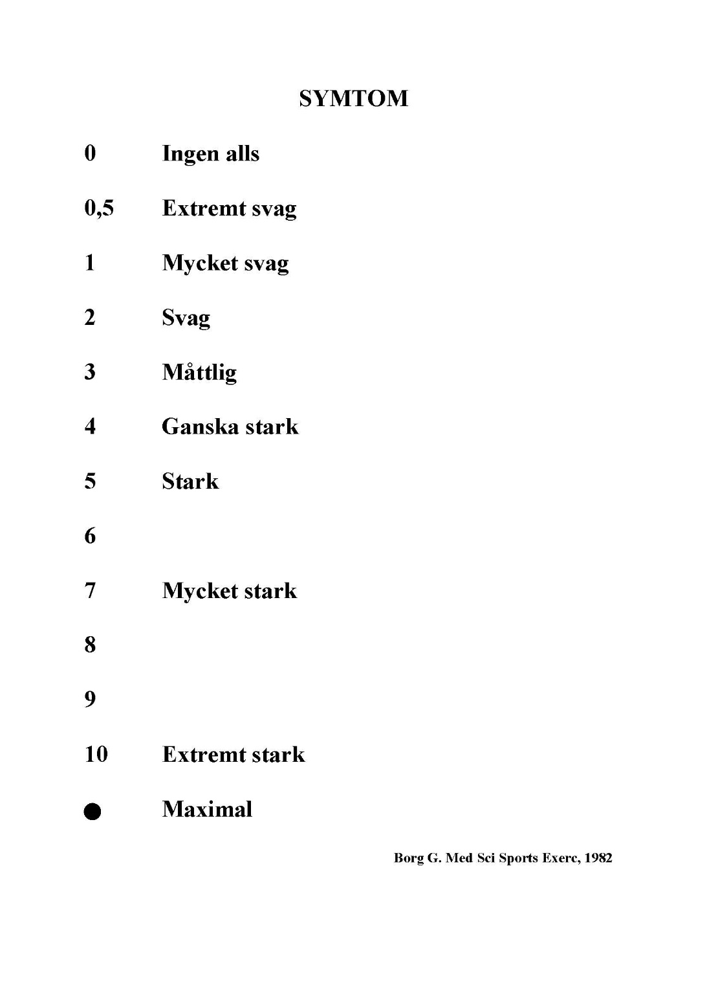 SYMTOM
0 Ingen alls
0,5 Extremt svag
1 Mycket svag
2 Svag
3 Måttlig
4 Ganska stark
5 Stark
6
7 Mycket stark
8
9
10 Extremt stark
● Maximal
Borg G. Med Sci Sports Exerc, 1982